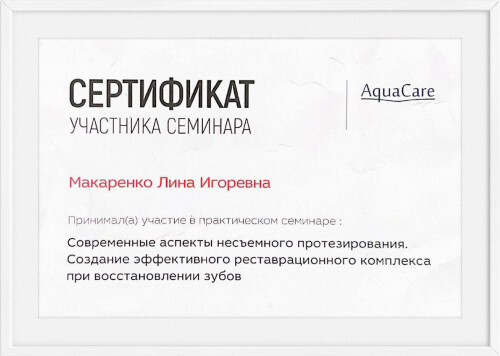 СЕРТИФИКАТ
УЧАСТНИКА СЕМИНАРА
AquaCare
Макаренко Лина Игоревна
Принимал(а) участие в практическом семинаре :
Современные аспекты несъемного протезирования.
Создание эффективного реставрационного комплекса
при восстановлении зубов